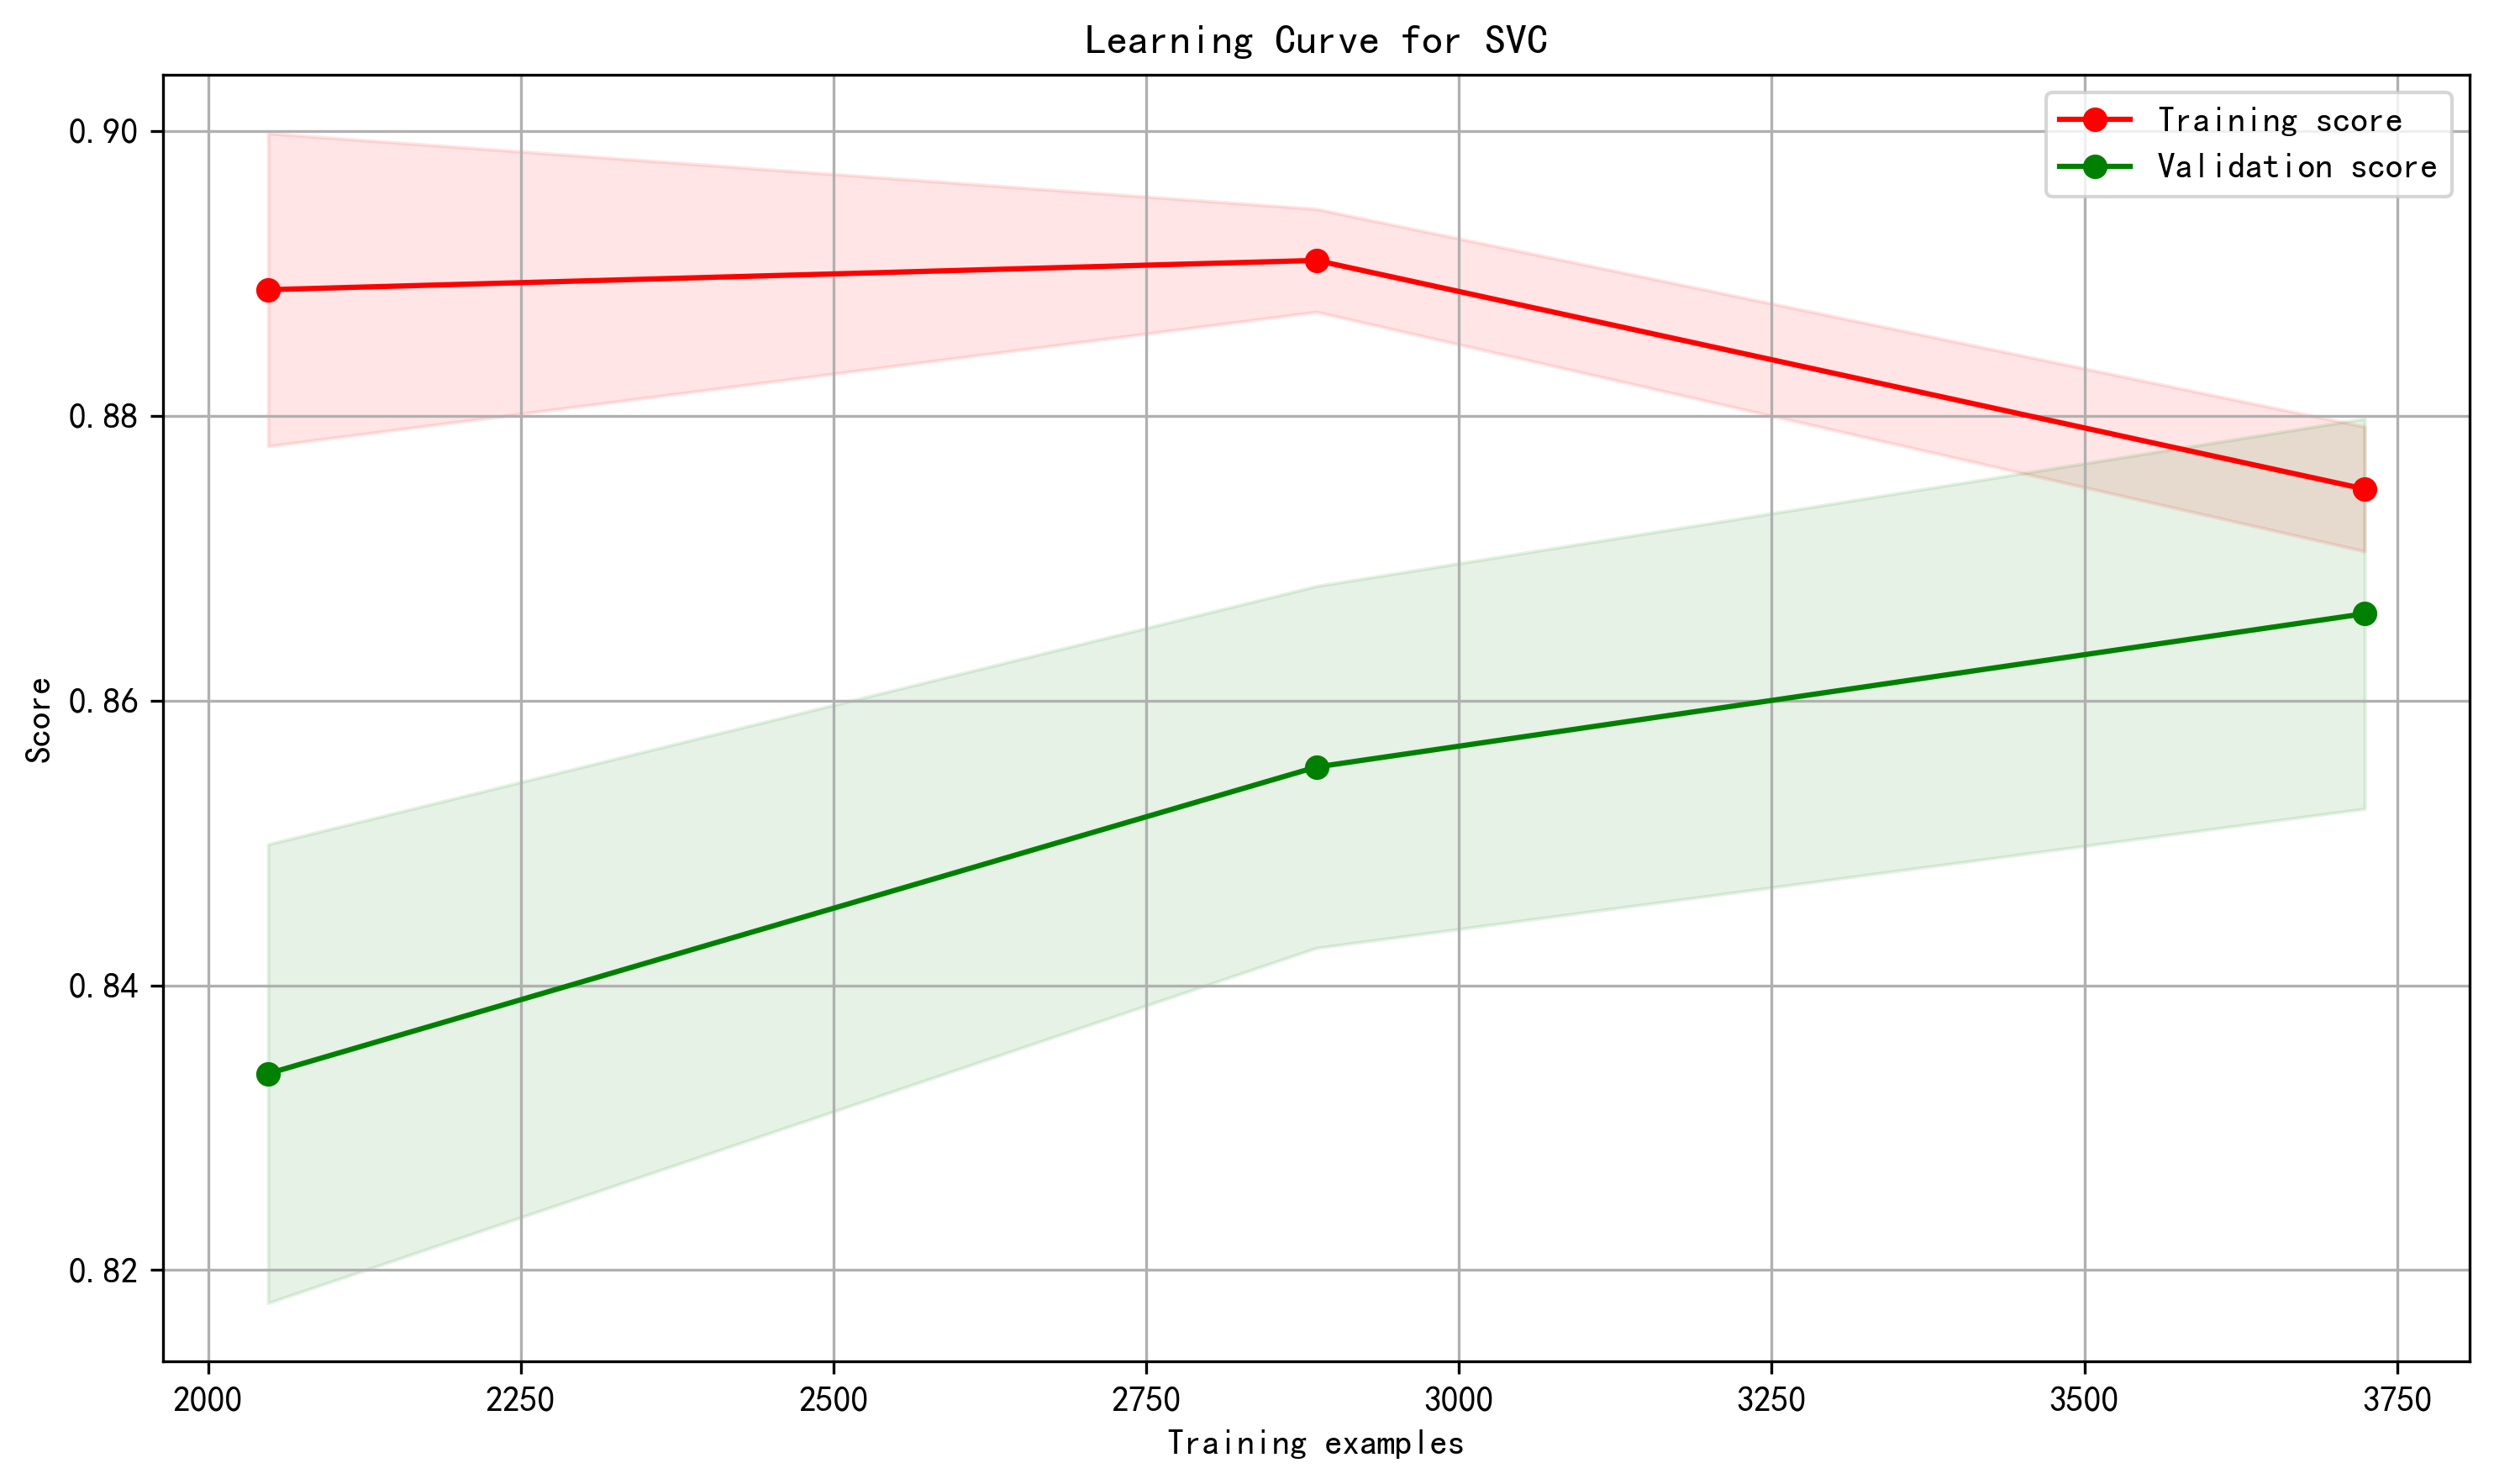 Learning Curve for SVC
Training score
Validation score
0.90
0.88
0.86
0.84
0.82
Score
2000 2250 2500 2750 3000 3250 3500 3750
Training examples